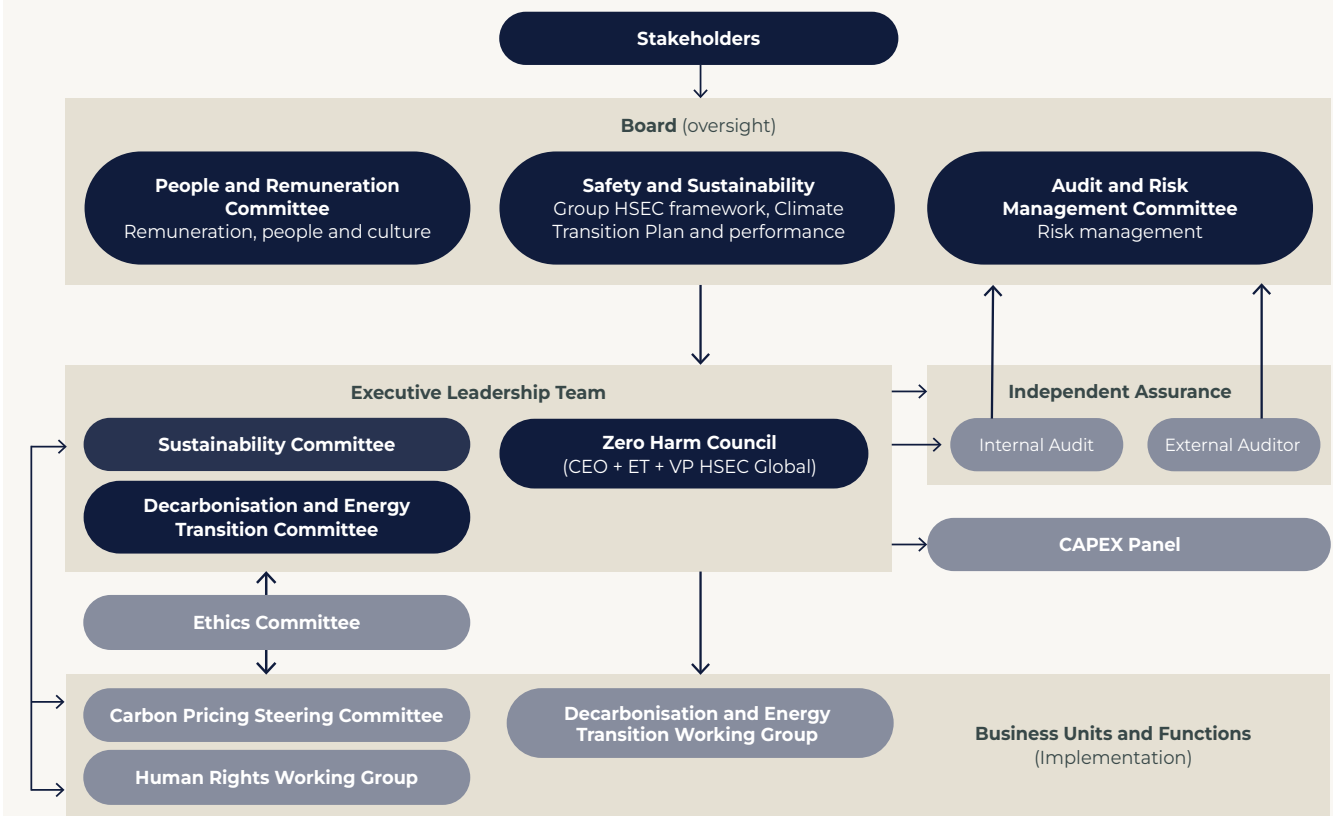 Stakeholders
Board (oversight)
People and Remuneration
Committee
Remuneration, people and culture
Safety and Sustainability
Group HSEC framework, Climate
Transition Plan and performance
Audit and Risk
Management Committee
Risk management
Executive Leadership Team
Sustainability Committee
Decarbonisation and Energy
Transition Committee
Zero Harm Council
(CEO + ET + VP HSEC Global)
Independent Assurance
Internal Audit
External Auditor
CAPEX Panel
Ethics Committee
Carbon Pricing Steering Committee
Human Rights Working Group
Decarbonisation and Energy
Transition Working Group
Business Units and Functions
(Implementation)